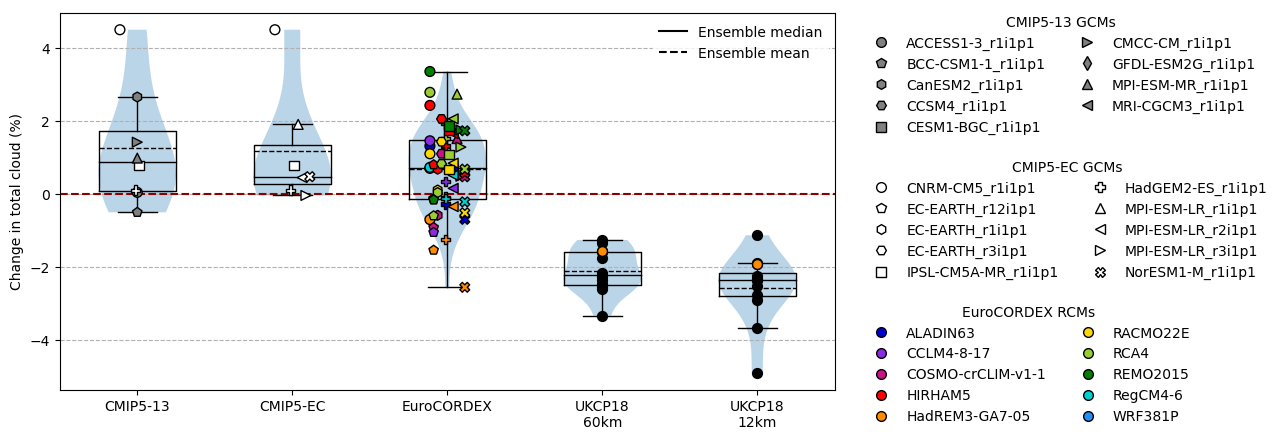 Change in total cloud (%)
4
2
0
−2
−4
Ensemble median
Ensemble mean
CMIP5-13
CMIP5-EC
EuroCORDEX
UKCP18
60km
UKCP18
12km
CMIP5-13 GCMs
ACCESS1-3_r1i1p1
BCC-CSM1-1_r1i1p1
CanESM2_r1i1p1
CCSM4_r1i1p1
CESM1-BGC_r1i1p1
CMCC-CM_r1i1p1
GFDL-ESM2G_r1i1p1
MPI-ESM-MR_r1i1p1
MRI-CGCM3_r1i1p1
CMIP5-EC GCMs
CNRM-CM5_r1i1p1
EC-EARTH_r12i1p1
EC-EARTH_r1i1p1
EC-EARTH_r3i1p1
IPSL-CM5A-MR_r1i1p1
HadGEM2-ES_r1i1p1
MPI-ESM-LR_r1i1p1
MPI-ESM-LR_r2i1p1
MPI-ESM-LR_r3i1p1
NorESM1-M_r1i1p1
EuroCORDEX RCMs
ALADIN63
CCLM4-8-17
COSMO-crCLIM-v1-1
HIRHAM5
HadREM3-GA7-05
RACMO22E
RCA4
REMO2015
RegCM4-6
WRF381P